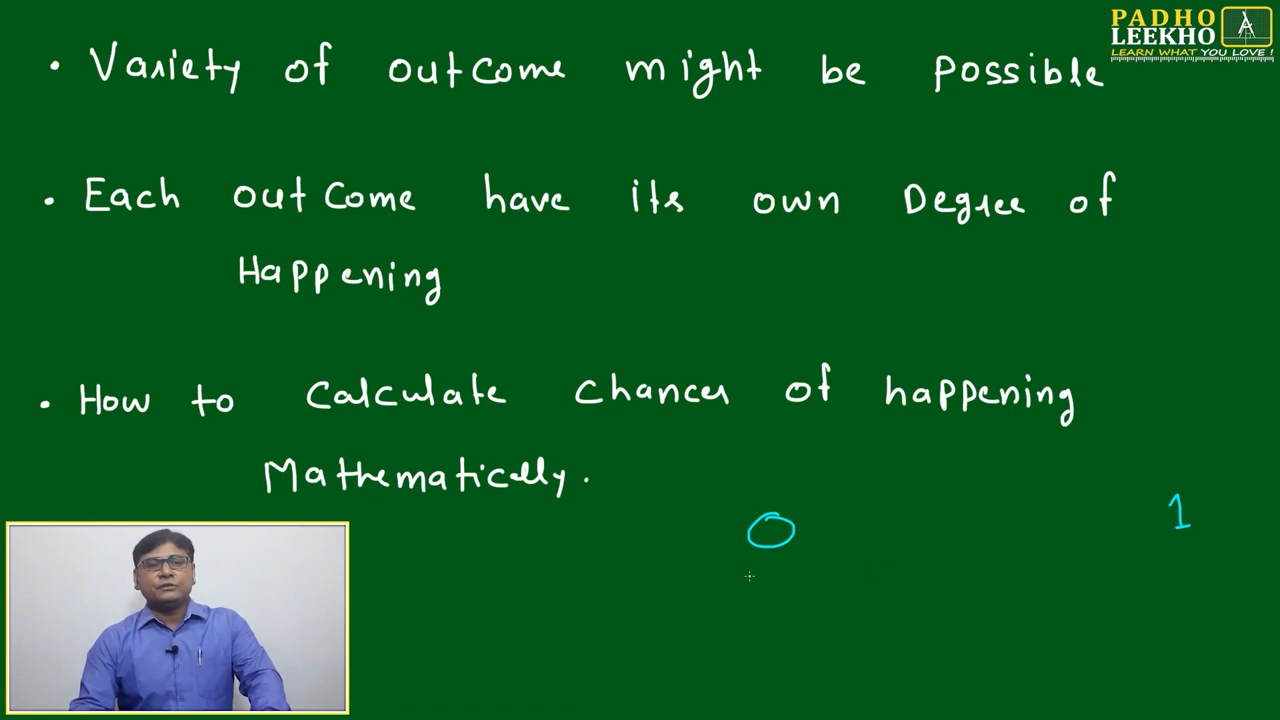 PADHO
LEEKHO
LEARN WHAT YOU LOVE !
• Variety of outcome might be possible
• Each outcome have its own Degree of
Happening
• How to calculate chances of happening
Mathematically.
0 1